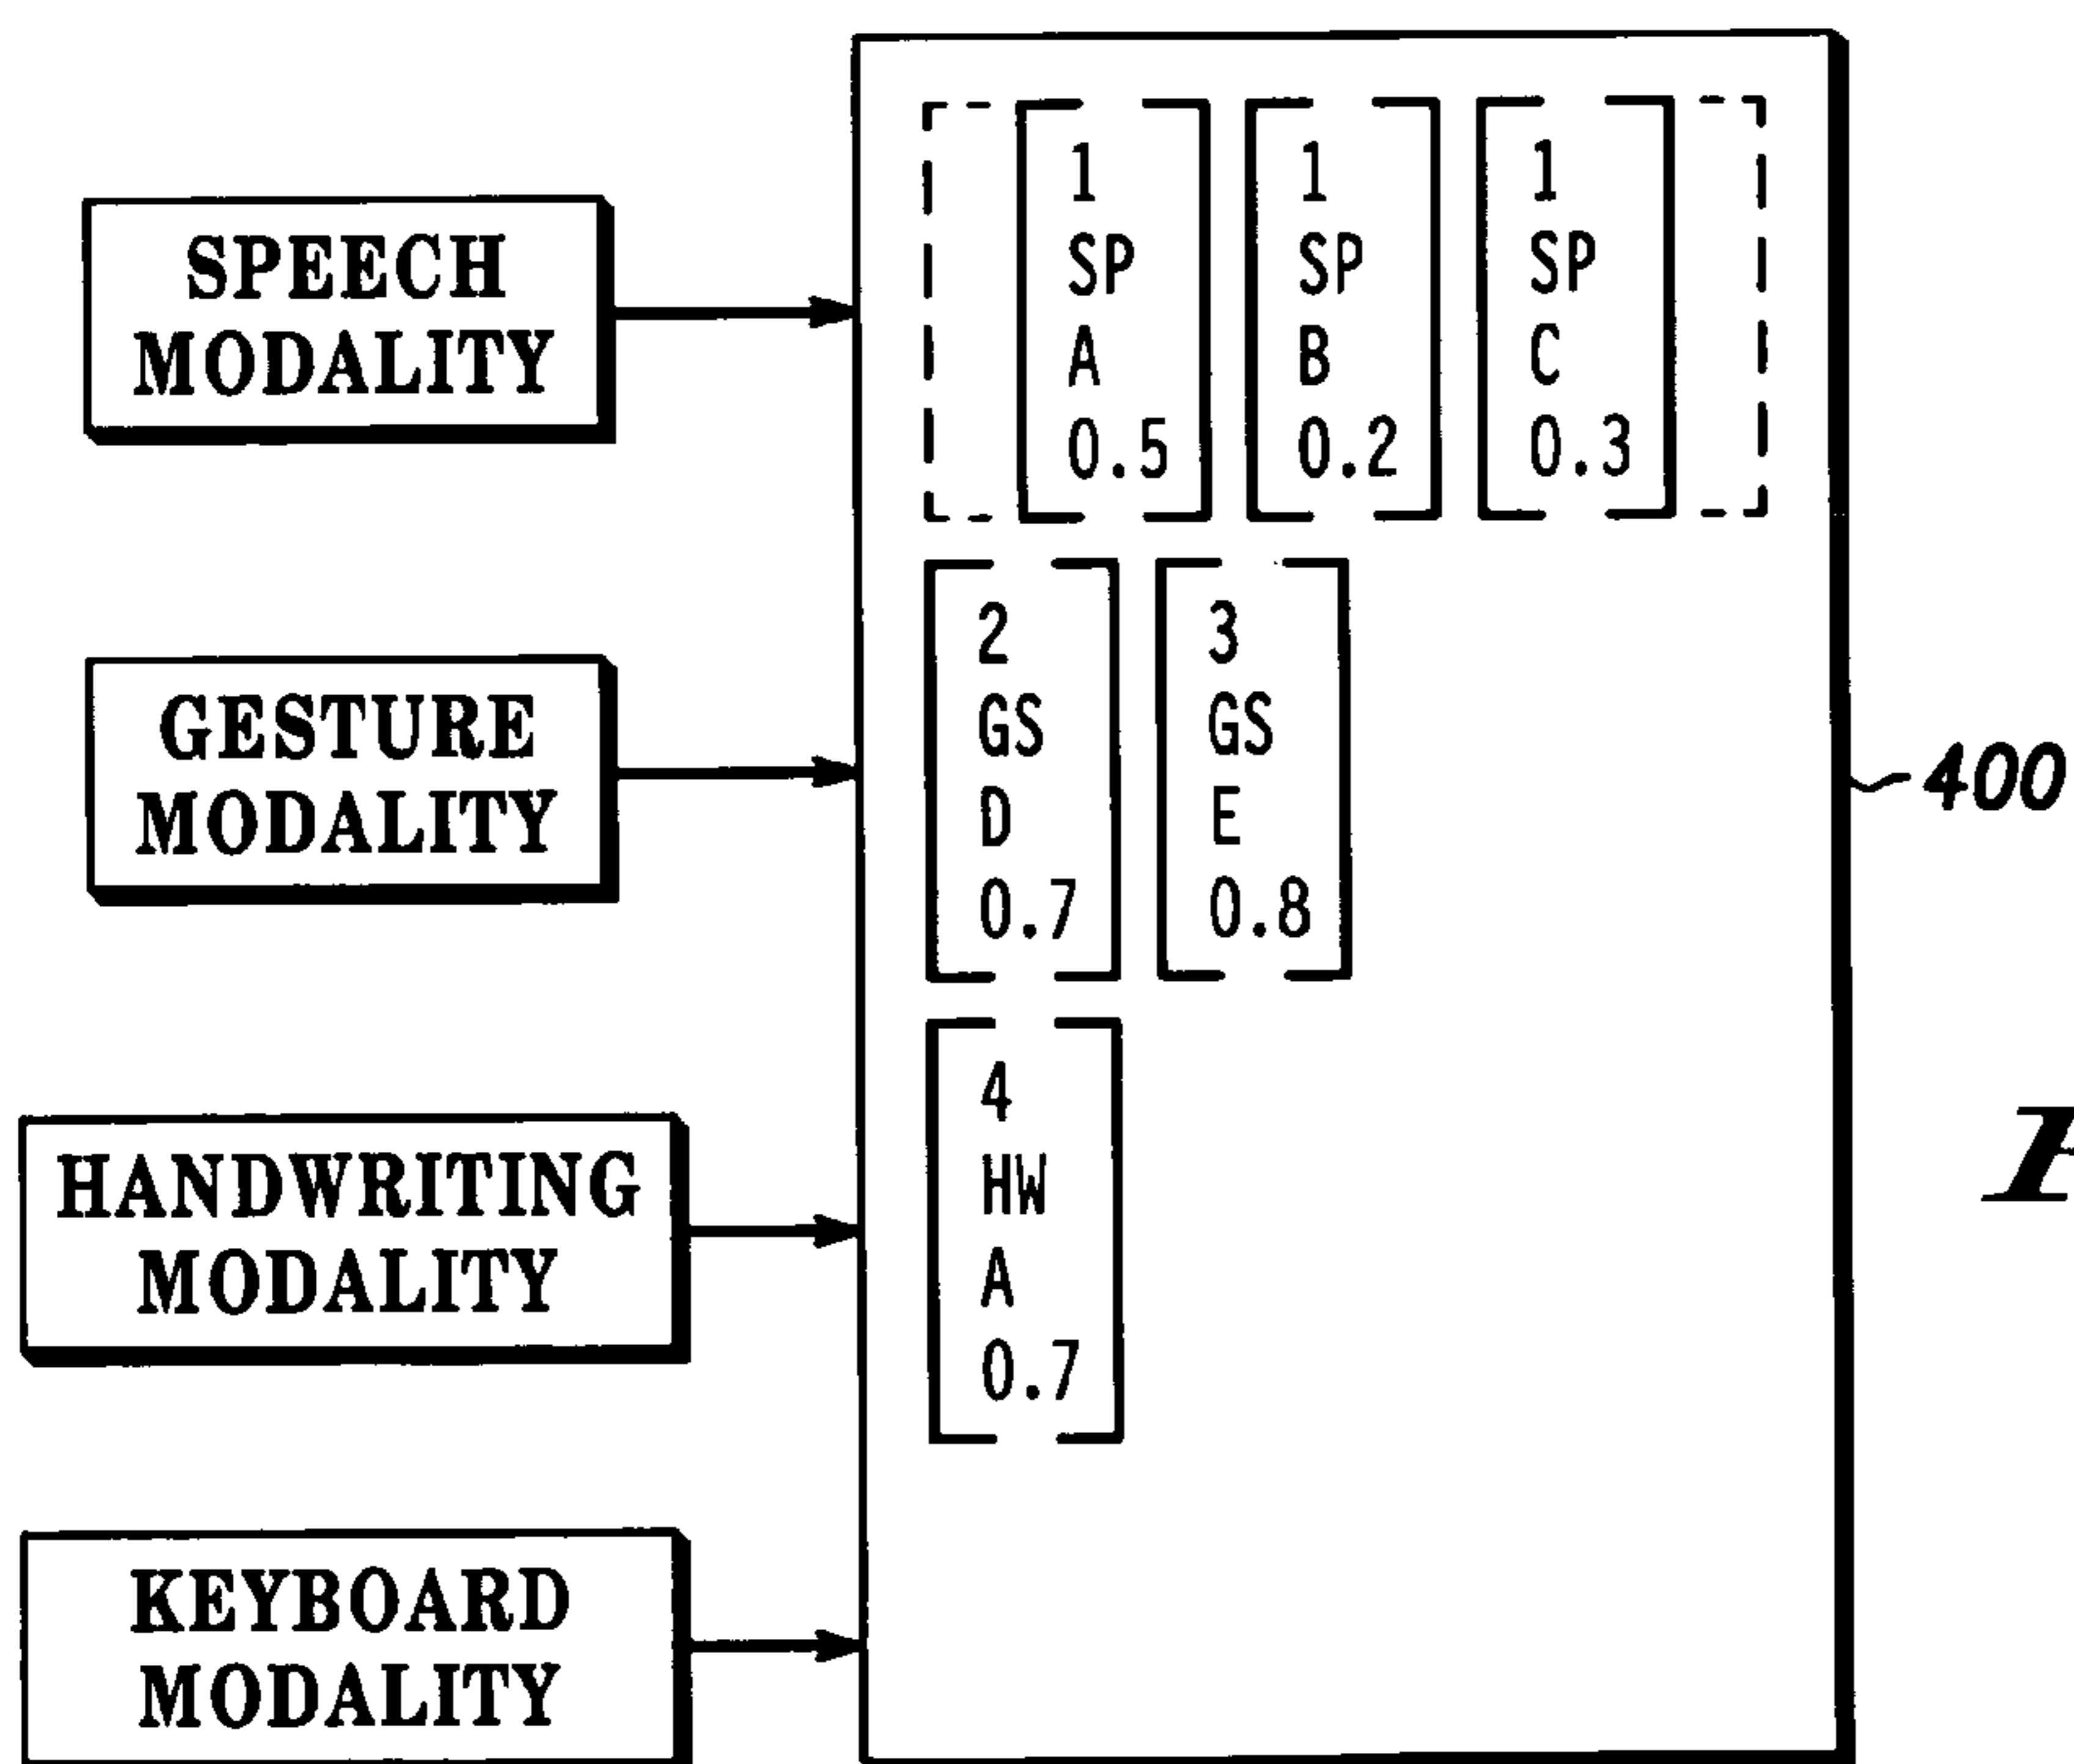 SPEECH
MODALITY
1 1 1
SP SP SP
A B C
0.5 0.2 0.3
GESTURE
MODALITY
2 3
GS GS
D E
0.7 0.8
400
HANDWRITING
MODALITY
4
HW
A
0.7
KEYBOARD
MODALITY